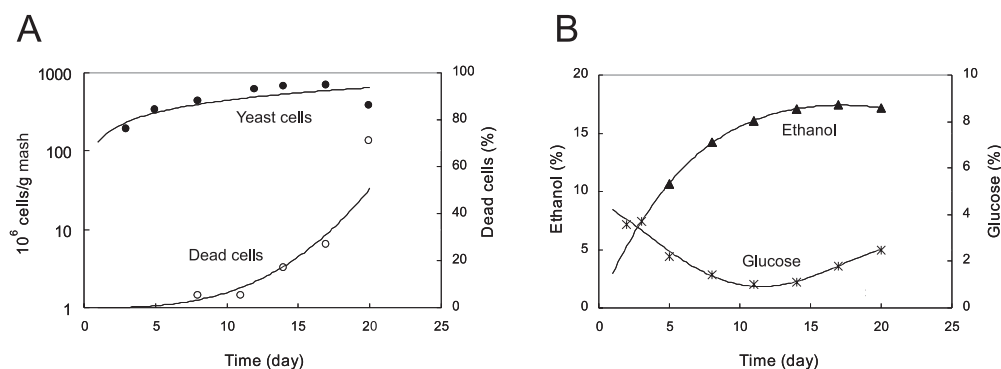 A
1000
100
10
1
10⁶ cells/g mash
100
80
60
40
20
0
Dead cells (%)
Yeast cells
Dead cells
0 5 10 15 20 25
Time (day)
B
20
15
10
5
0
Ethanol (%)
10
8
6
4
2
0
Glucose (%)
Ethanol
Glucose
0 5 10 15 20 25
Time (day)